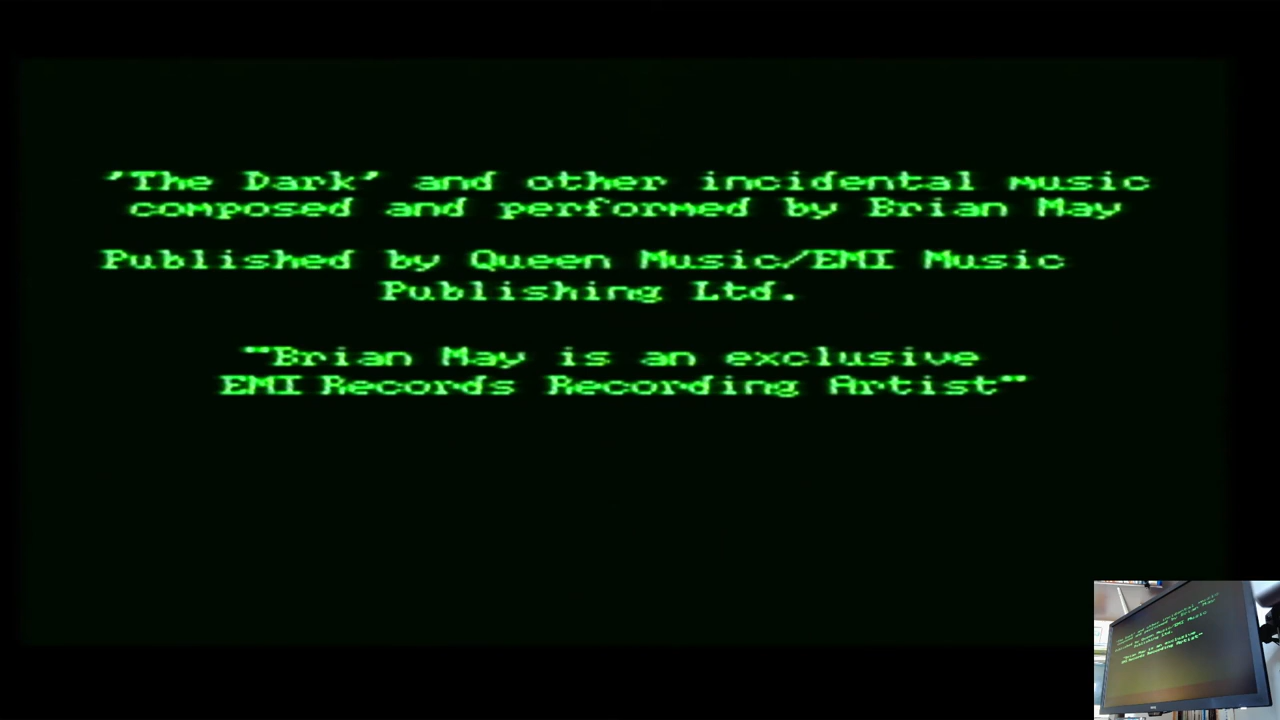 'The Dark' and other incidental music
composed and performed by Brian May
Published by Queen Music/EMI Music
Publishing Ltd.
"Brian May is an exclusive
EMI Records Recording Artist"